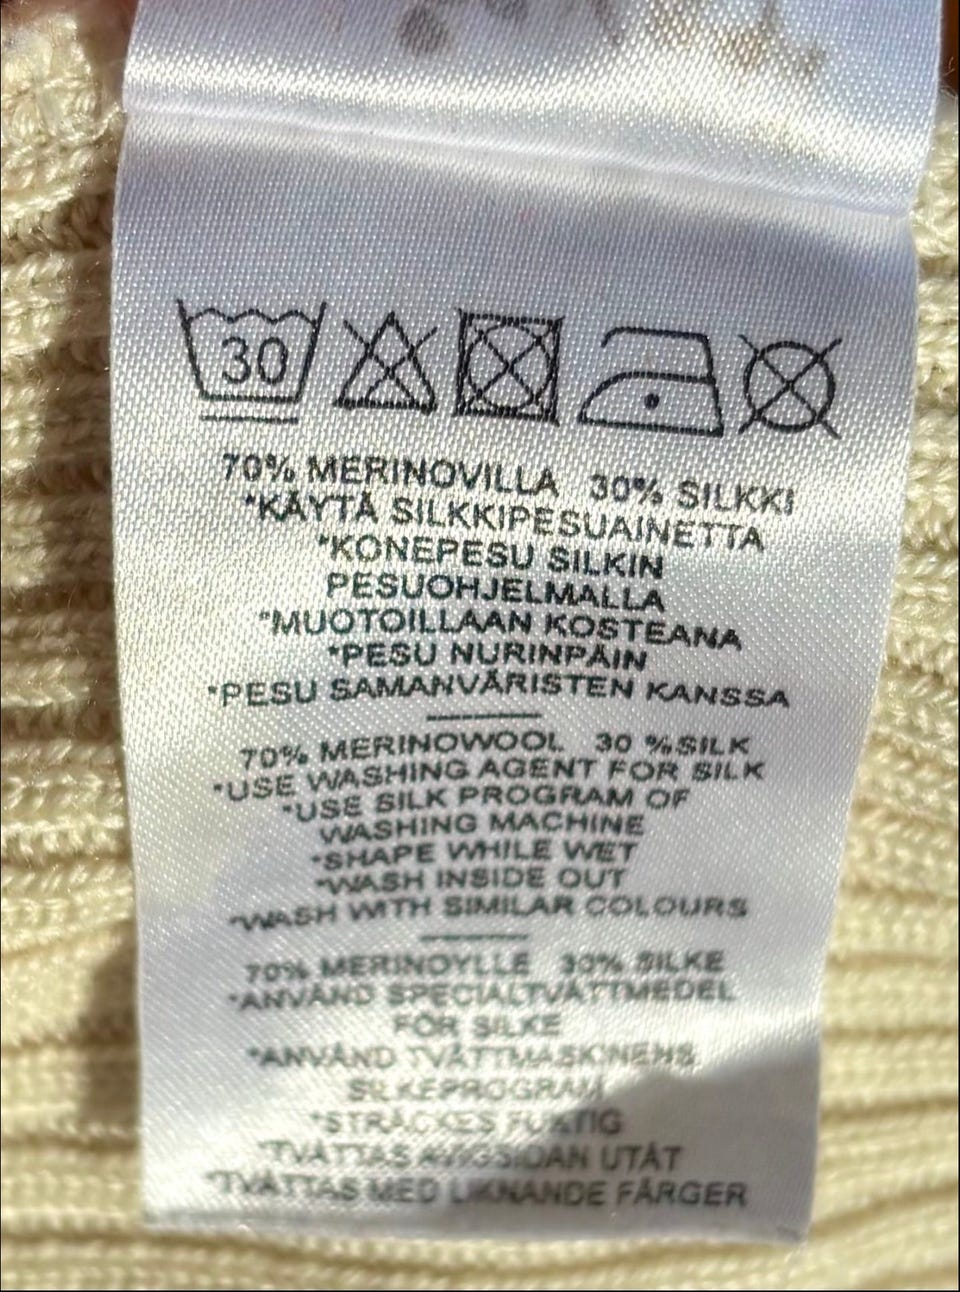 30
70% MERINOVILLA 30% SILKKI
*KÄYTÄ SILKKIPESUAINETTA
*KONEPESU SILKIN
PESUOHJELMALLA
*MUOTOILLAAN KOSTEANA
*PESU NURINPÄIN
*PESU SAMANVÄRISTEN KANSSA
70% MERINOWOOL 30 %SILK
*USE WASHING AGENT FOR SILK
*USE SILK PROGRAM OF
WASHING MACHINE
*SHAPE WHILE WET
*WASH INSIDE OUT
*WASH WITH SIMILAR COLOURS
70% MERINOYLLE 30% SILKE
*ANVÄND SPECIALTVÄTTMEDEL
FÖR SILKE
*ANVÄND TVÄTTMASKINENS
SILKEPROGRAM
*STRÄCKES FUKTIG
*TVÄTTAS AVIGSIDAN UTÅT
*TVÄTTAS MED LIKNANDE FÄRGER